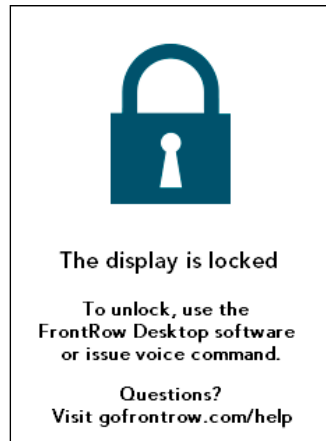 The display is locked
To unlock, use the
FrontRow Desktop software
or issue voice command.
Questions?
Visit gofrontrow.com/help